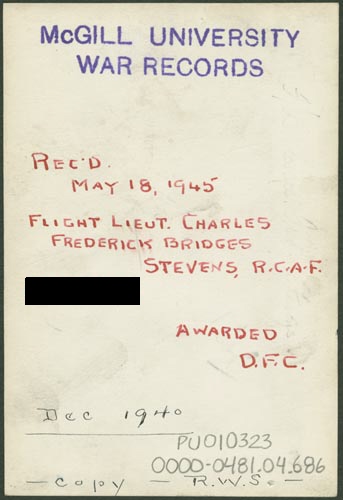 McGILL UNIVERSITY
WAR RECORDS
REC'D.
MAY 18, 1945
FLIGHT LIEUT. CHARLES
FREDERICK BRIDGES
STEVENS, R.C.A.F.
AWARDED
D.F.C.
Dec 1940
PU010323
0000-0481.04.686
— copy — R.W.S. —